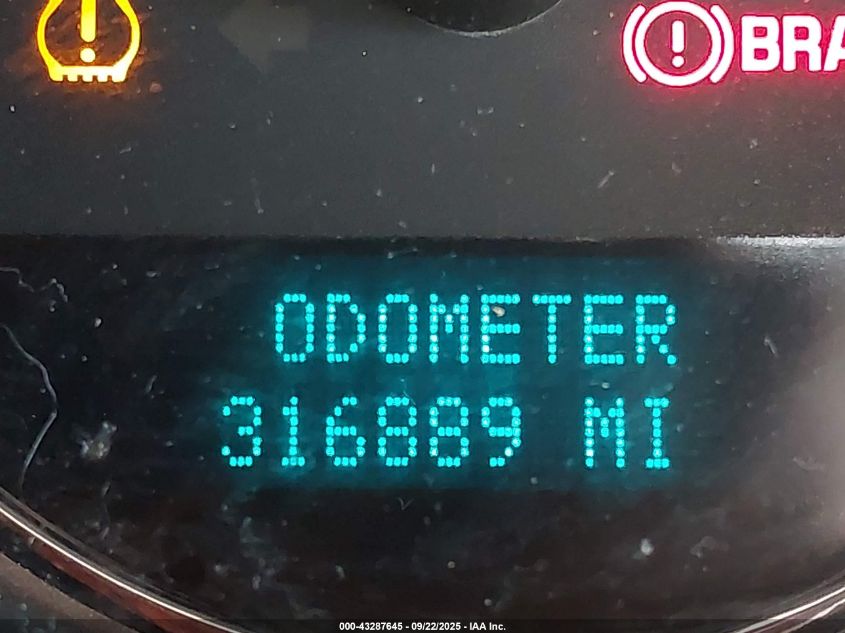 BRA
ODOMETER
316889 MI
000-43287645 - 09/22/2025 - IAA Inc.